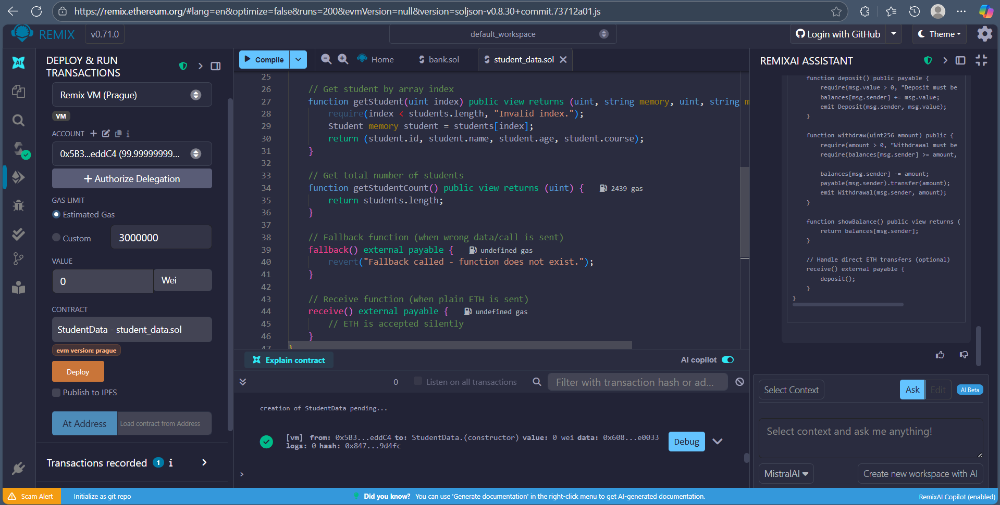 https://remix.ethereum.org/#lang=en&optimize=false&runs=200&evmVersion=null&version=soljson-v0.8.30+commit.73712a01.js
REMIX
v0.71.0
default_workspace
Login with GitHub
Theme
AI
DEPLOY & RUN
TRANSACTIONS
Remix VM (Prague)
VM
ACCOUNT
0x5B3...eddC4 (99.99999999...
Authorize Delegation
GAS LIMIT
Estimated Gas
Custom
3000000
VALUE
0
Wei
CONTRACT
StudentData - student_data.sol
evm version: prague
Deploy
Publish to IPFS
At Address
Load contract from Address
Transactions recorded 1 i
Compile
Home
bank.sol
student_data.sol
25
26 // Get student by array index
27 function getStudent(uint index) public view returns (uint, string memory, uint, string m
28 require(index < students.length, "Invalid index.");
29 Student memory student = students[index];
30 return (student.id, student.name, student.age, student.course);
31 }
32
33 // Get total number of students
34 function getStudentCount() public view returns (uint) { 2439 gas
35 return students.length;
36 }
37
38 // Fallback function (when wrong data/call is sent)
39 fallback() external payable { undefined gas
40 revert("Fallback called - function does not exist.");
41 }
42
43 // Receive function (when plain ETH is sent)
44 receive() external payable { undefined gas
45 // ETH is accepted silently
46 }
47 }
Explain contract
AI copilot
0
Listen on all transactions
Filter with transaction hash or ad...
creation of StudentData pending...
[vm] from: 0x5B3...eddC4 to: StudentData.(constructor) value: 0 wei data: 0x608...e0033
logs: 0 hash: 0x847...9d4fc
Debug
>
REMIXAI ASSISTANT
function deposit() public payable {
require(msg.value > 0, "Deposit must be
balances[msg.sender] += msg.value;
emit Deposit(msg.sender, msg.value);
}
function withdraw(uint256 amount) public {
require(amount > 0, "Withdrawal must be
require(balances[msg.sender] >= amount,
balances[msg.sender] -= amount;
payable(msg.sender).transfer(amount);
emit Withdrawal(msg.sender, amount);
}
function showBalance() public view returns (
return balances[msg.sender];
}
// Handle direct ETH transfers (optional)
receive() external payable {
deposit();
}
}
Select Context
Ask
Edit
AI Beta
Select context and ask me anything!
MistralAI
Create new workspace with AI
Scam Alert
Initialize as git repo
Did you know? You can use 'Generate documentation' in the right-click menu to get AI-generated documentation.
RemixAI Copilot (enabled)